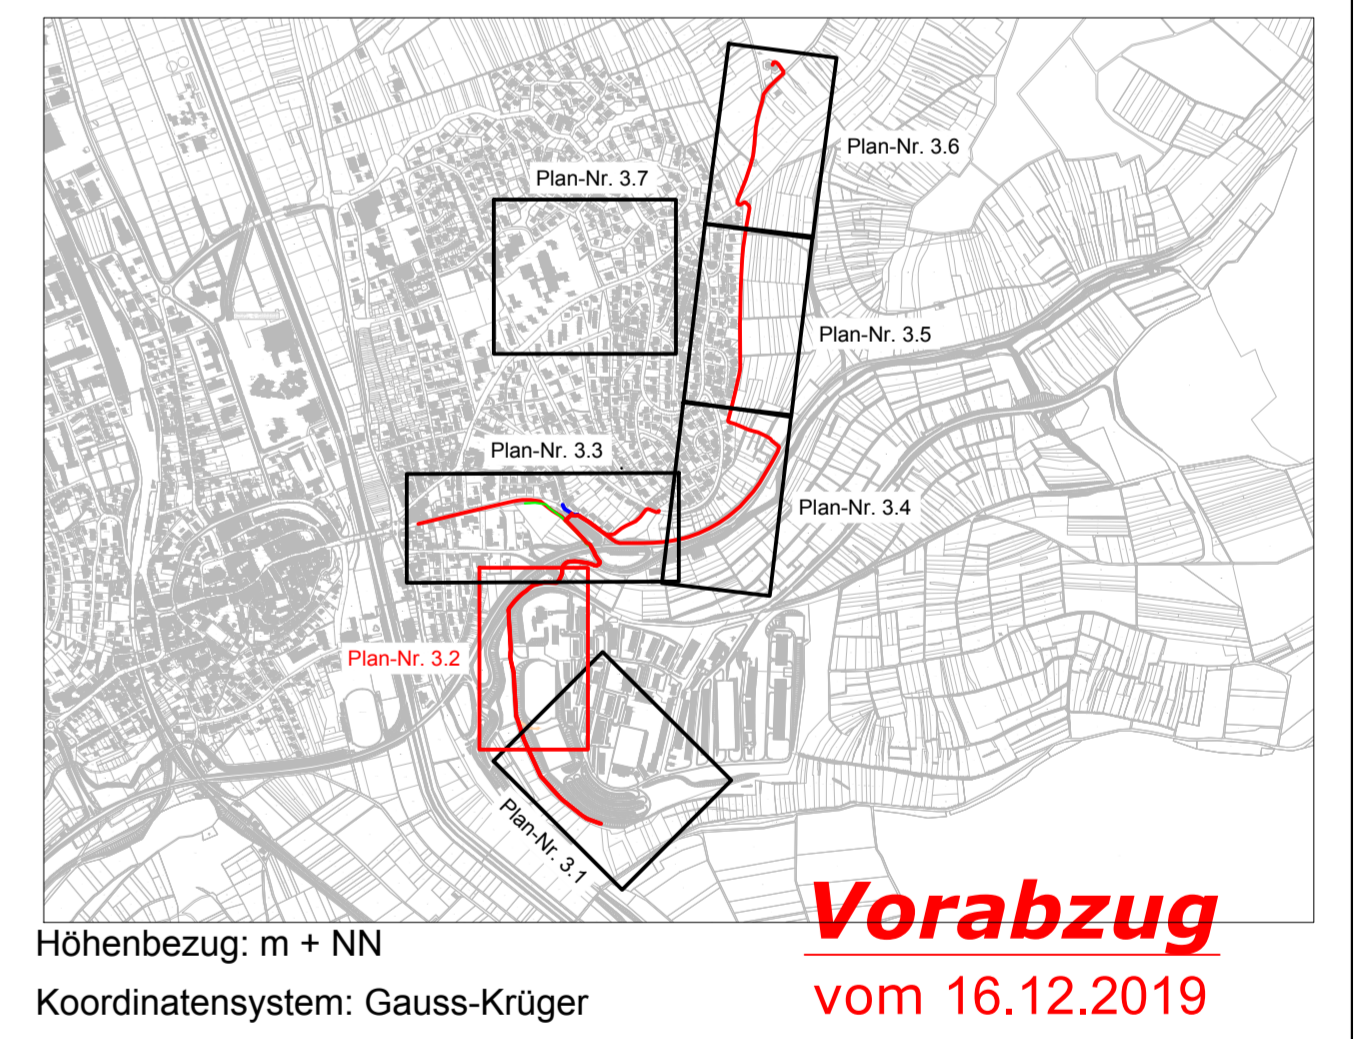 Plan-Nr. 3.6
Plan-Nr. 3.7
Plan-Nr. 3.5
Plan-Nr. 3.3
Plan-Nr. 3.4
Plan-Nr. 3.2
Plan-Nr. 3.1
Vorabzug
Höhenbezug: m + NN
vom 16.12.2019
Koordinatensystem: Gauss-Krüger